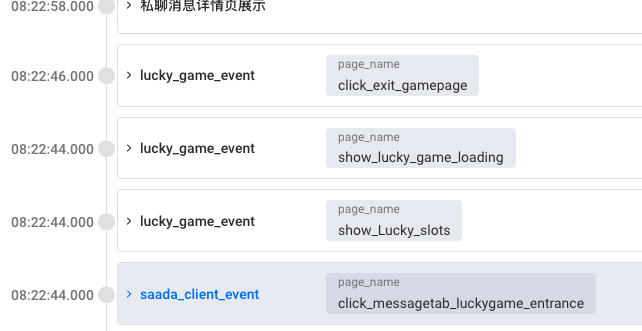 08:22:58.000 私聊消息详情页展示
page_name
08:22:46.000 lucky_game_event click_exit_gamepage
page_name
08:22:44.000 lucky_game_event show_lucky_game_loading
page_name
08:22:44.000 lucky_game_event show_Lucky_slots
page_name
08:22:44.000 saada_client_event click_messagetab_luckygame_entrance